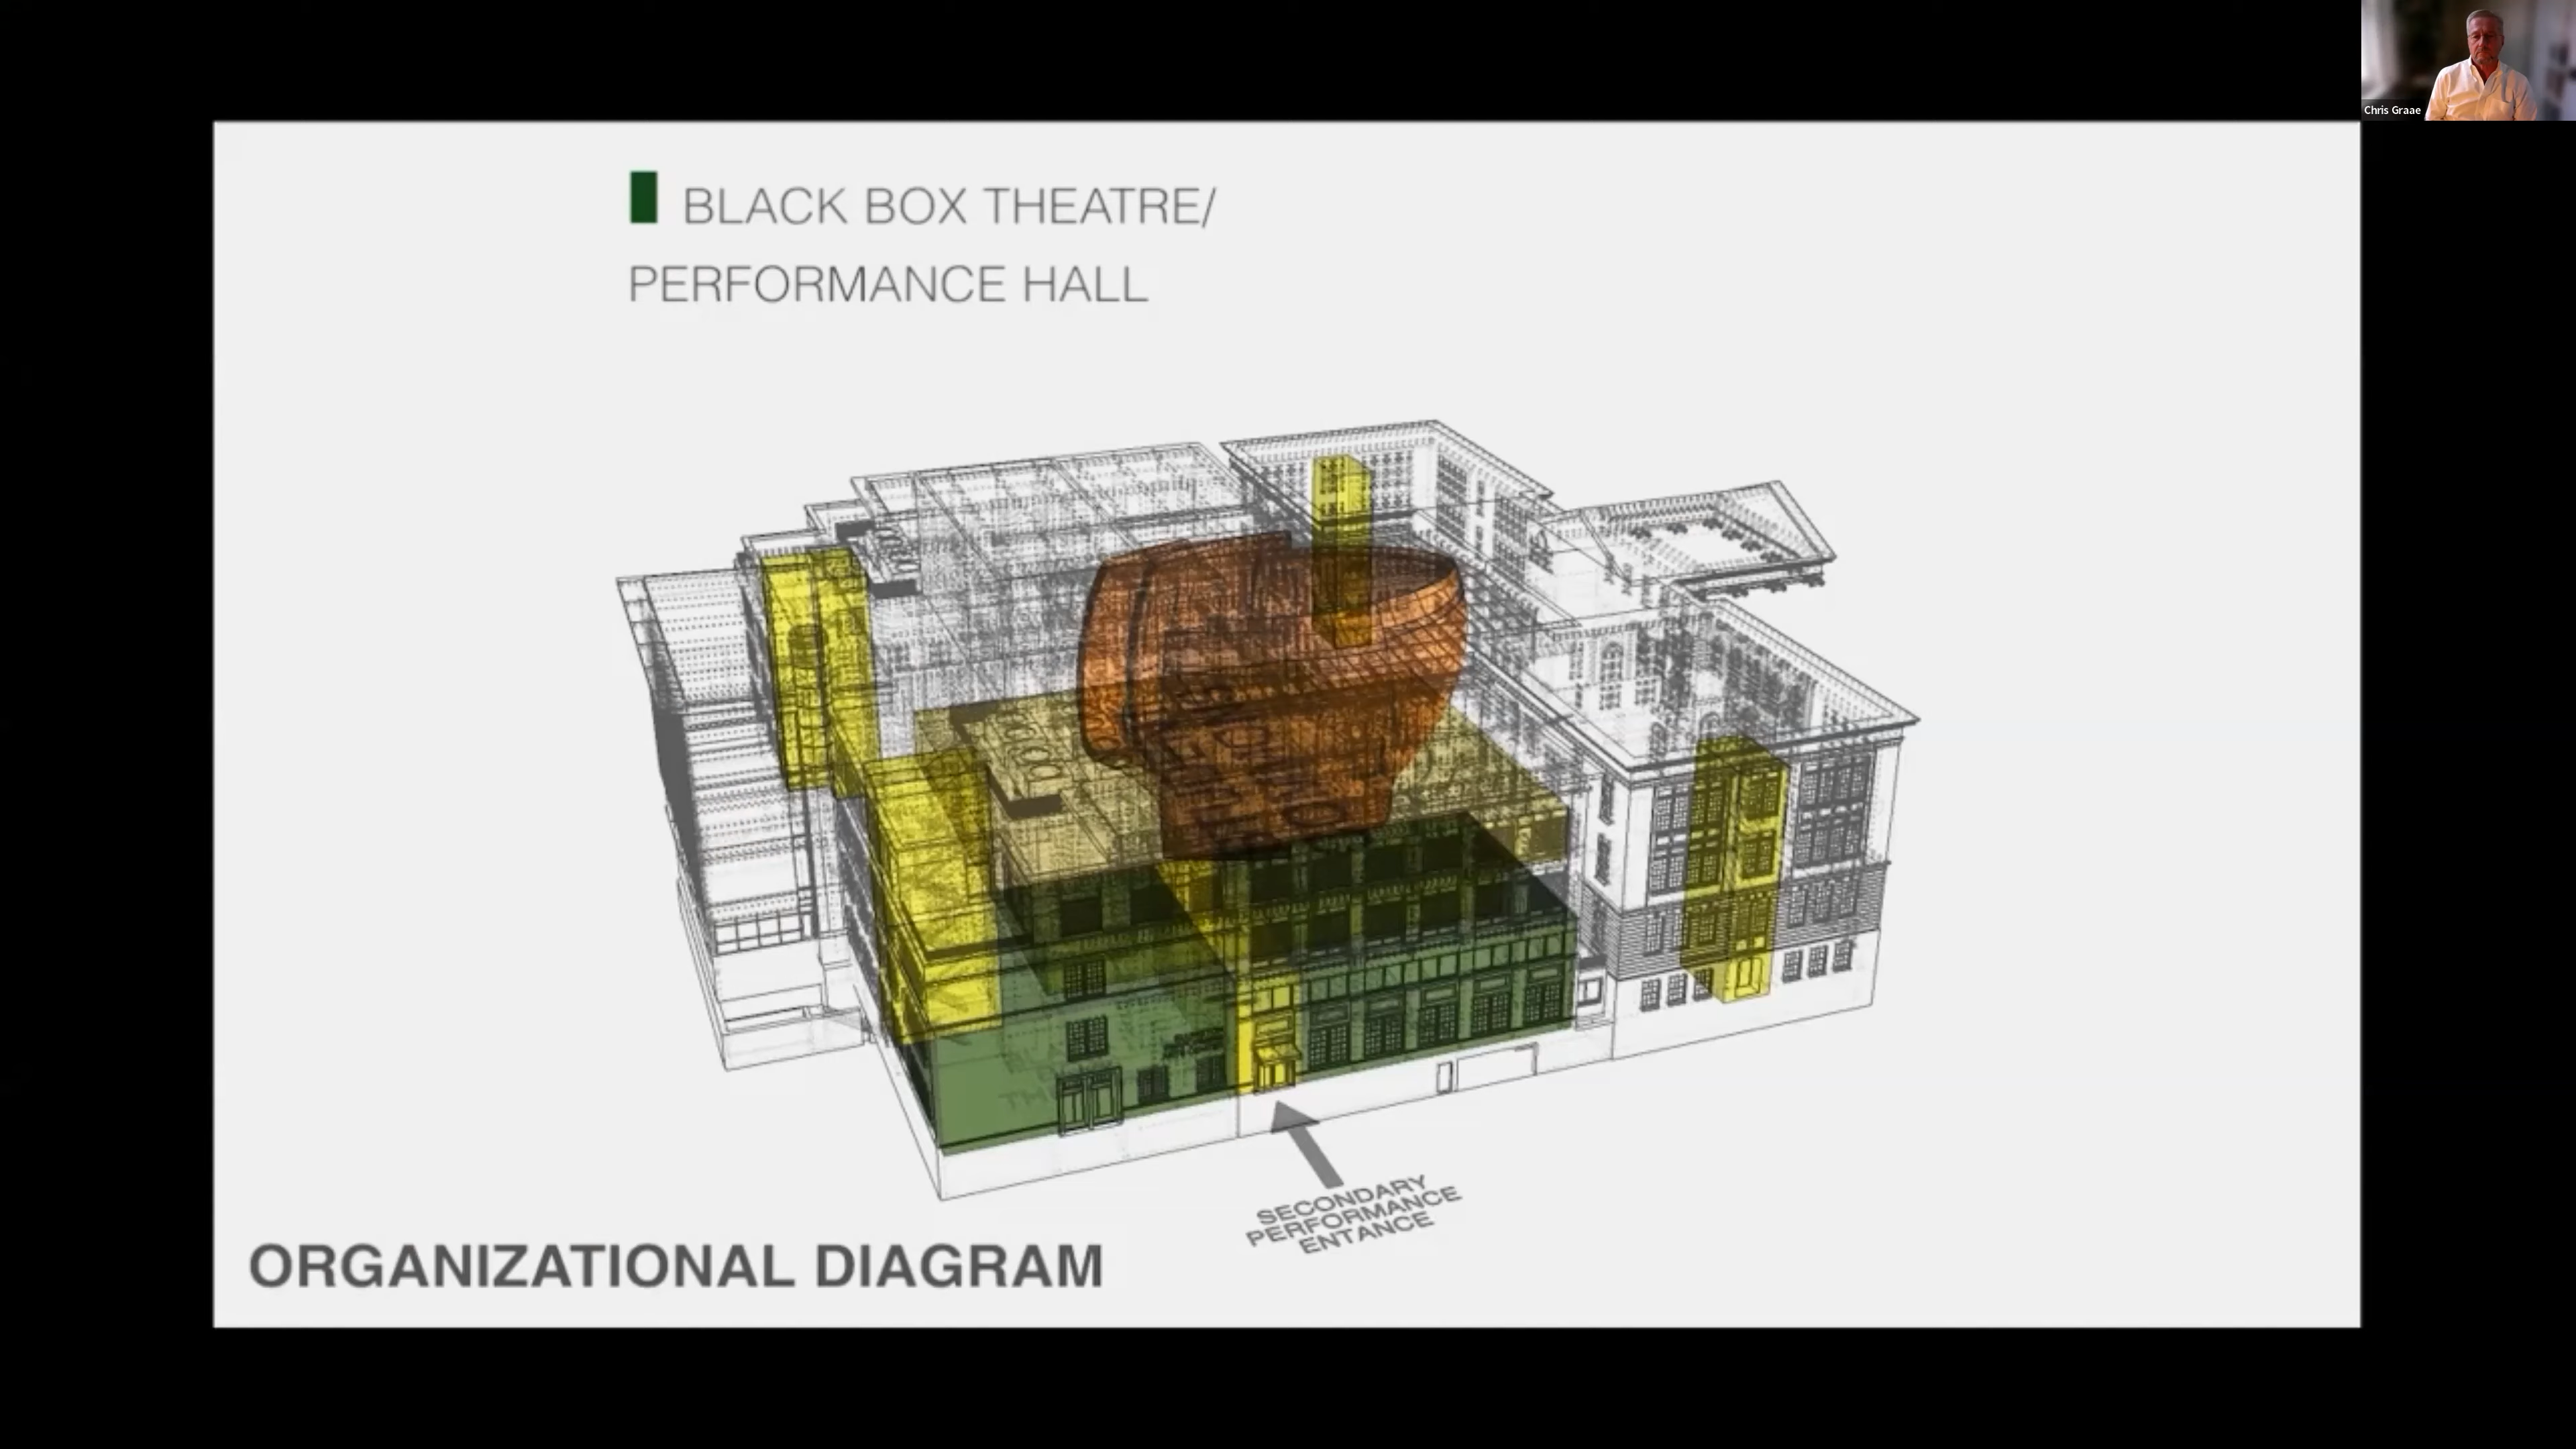 Chris Graae
BLACK BOX THEATRE/
PERFORMANCE HALL
SECONDARY
PERFORMANCE
ENTANCE
ORGANIZATIONAL DIAGRAM